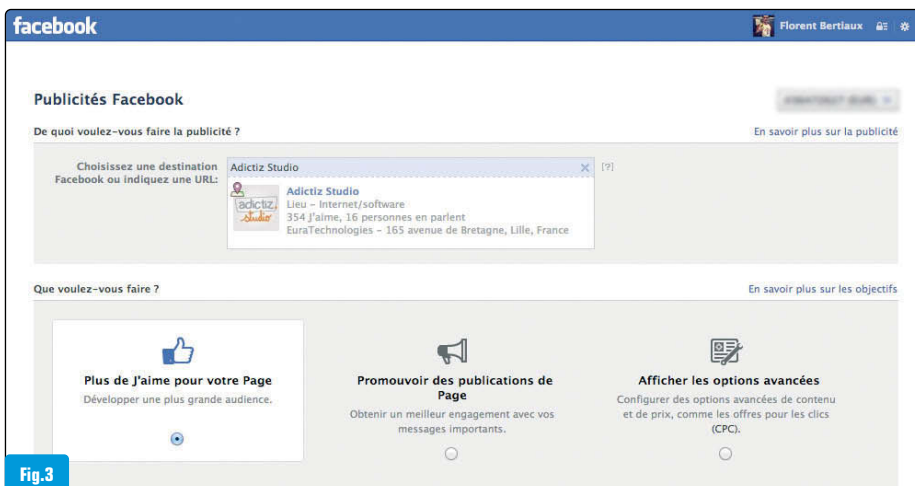 facebook
Florent Bertiaux
Publicités Facebook
De quoi voulez-vous faire la publicité ?
En savoir plus sur la publicité
Choisissez une destination
Facebook ou indiquez une URL:
Adictiz Studio
[?]
adictiz
studio
Adictiz Studio
Lieu – Internet/software
354 J'aime, 16 personnes en parlent
EuraTechnologies – 165 avenue de Bretagne, Lille, France
Que voulez-vous faire ?
En savoir plus sur les objectifs
Plus de J'aime pour votre Page
Développer une plus grande audience.
Promouvoir des publications de
Page
Obtenir un meilleur engagement avec vos
messages importants.
Afficher les options avancées
Configurer des options avancées de contenu
et de prix, comme les offres pour les clics
(CPC).
Fig.3